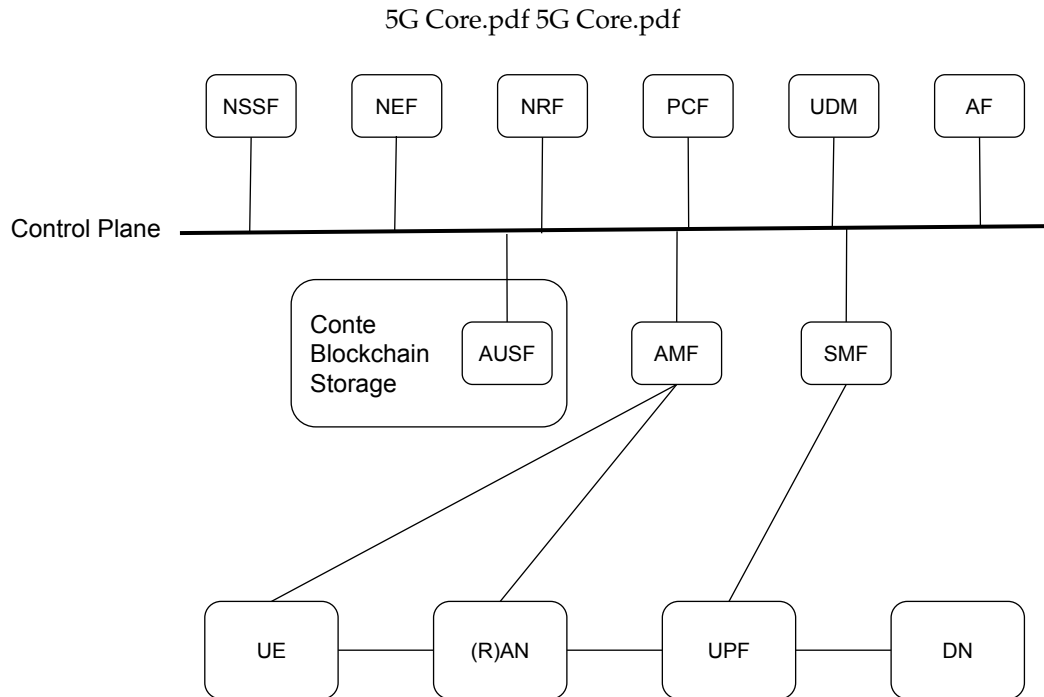 5G Core.pdf 5G Core.pdf
NSSF
NEF
NRF
PCF
UDM
AF
Control Plane
Conte
Blockchain
Storage
AUSF
AMF
SMF
UE
(R)AN
UPF
DN